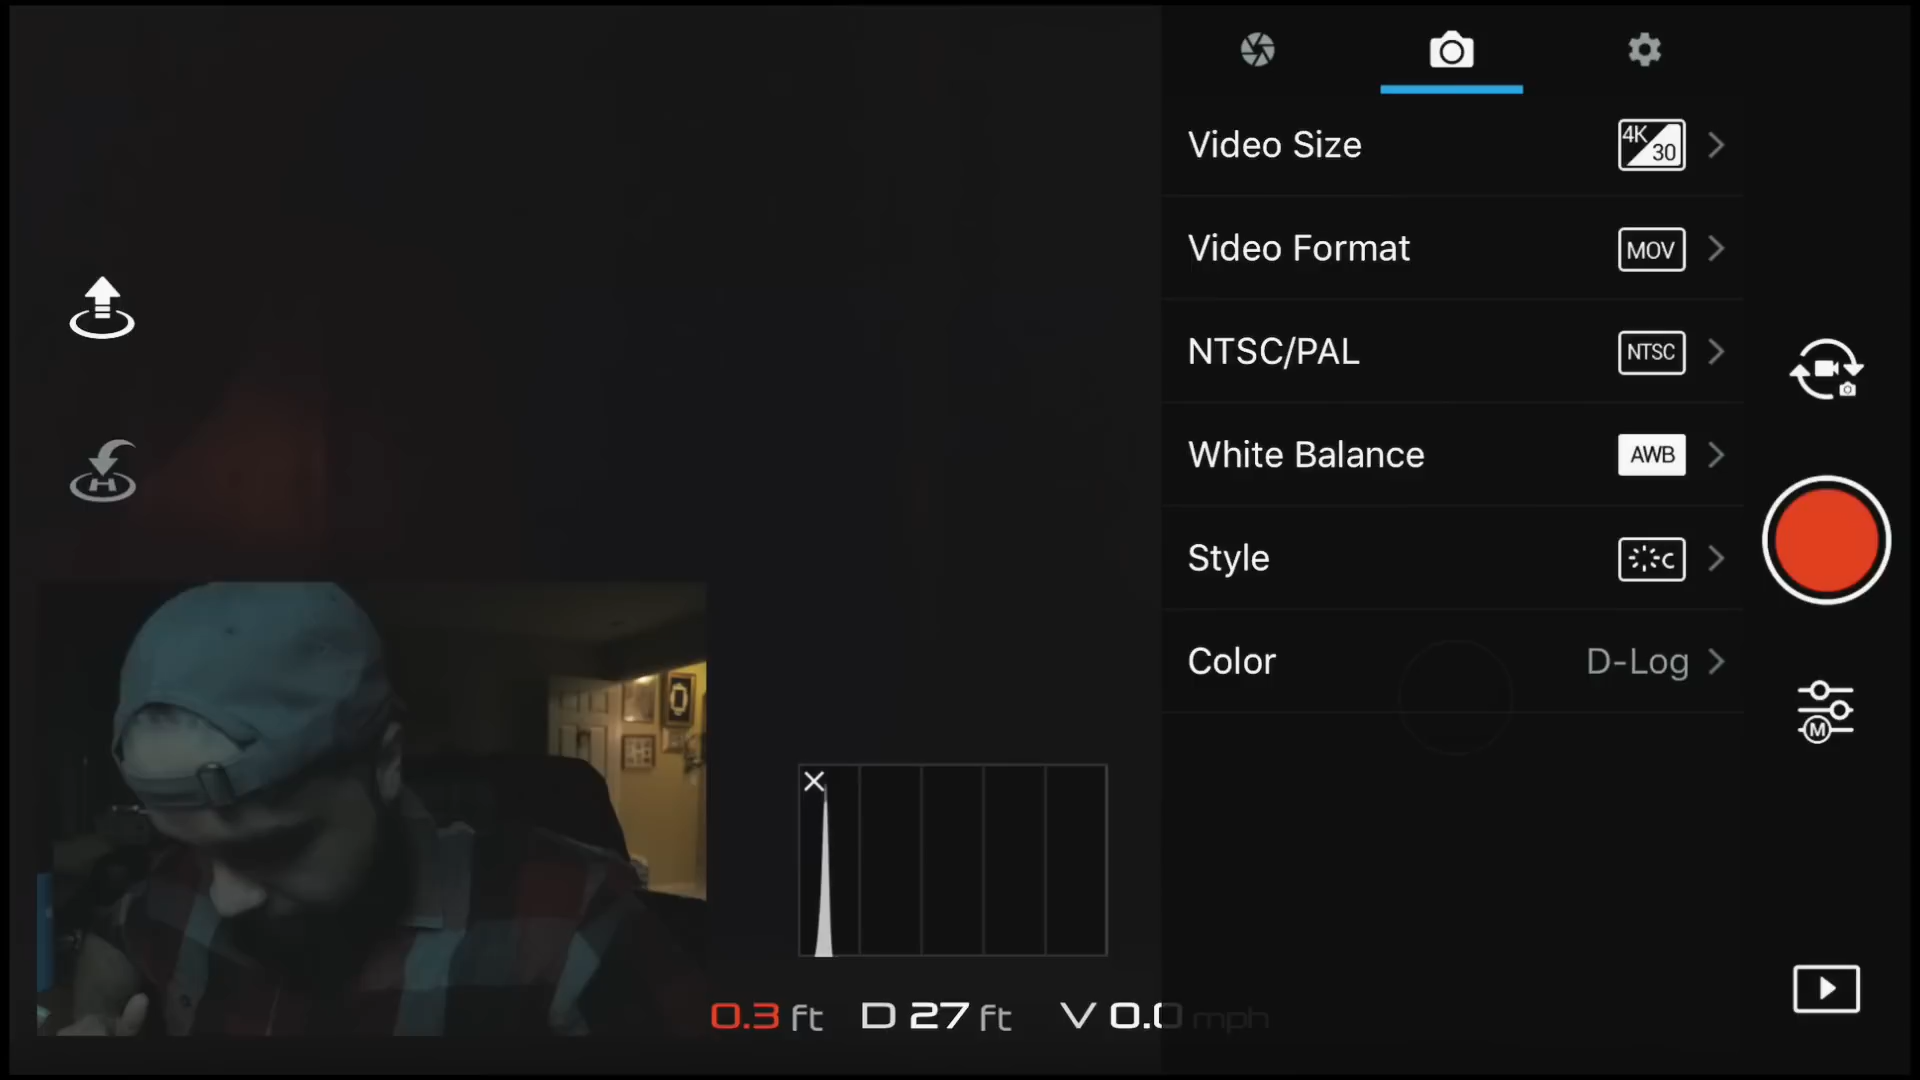 Video Size 4K 30
Video Format MOV
NTSC/PAL NTSC
White Balance AWB
Style C
Color D-Log
M
0.3 ft D 27 ft V 0.0 mph